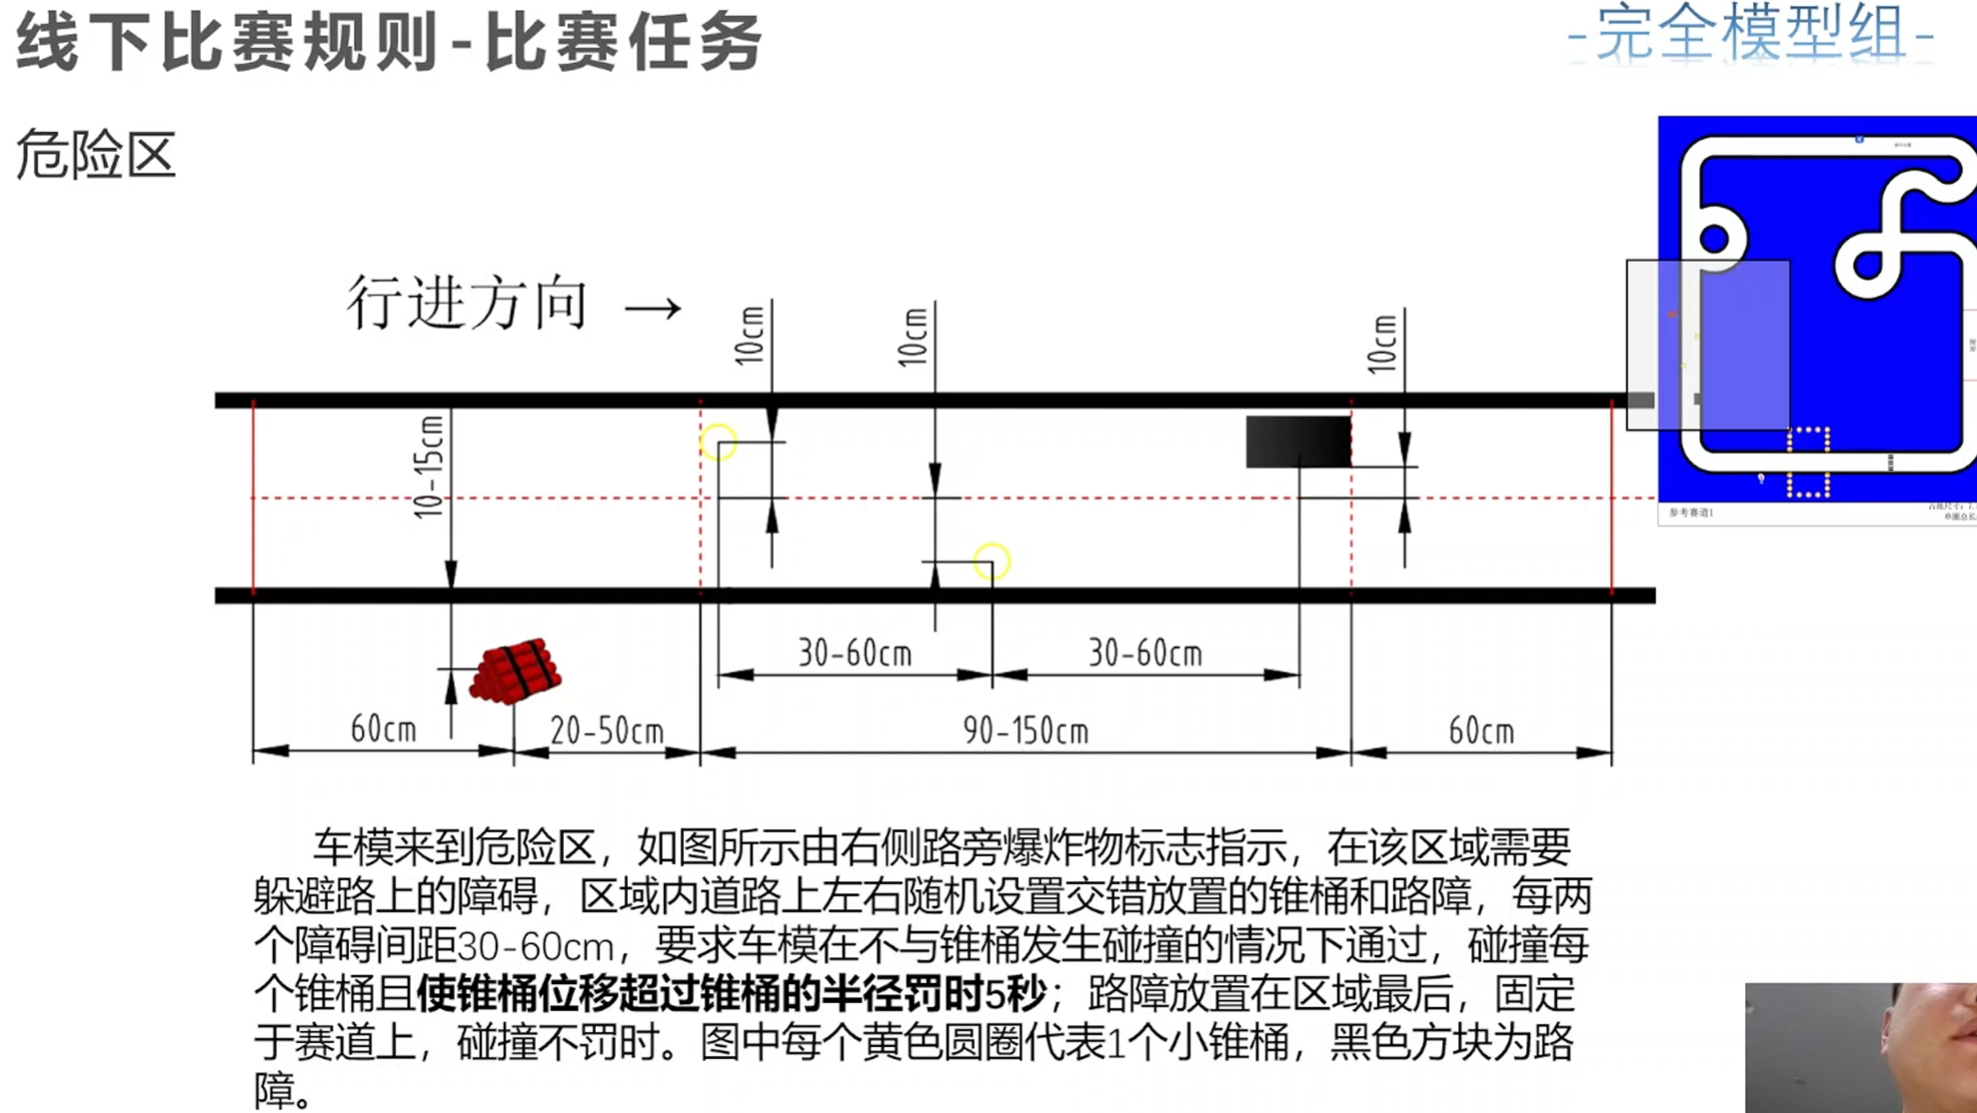 线下比赛规则-比赛任务
-完全模型组-
危险区
行进方向 →
10cm
10cm
10cm
10-15cm
30-60cm
30-60cm
60cm
20-50cm
90-150cm
60cm
参考赛道1
车模来到危险区，如图所示由右侧路旁爆炸物标志指示，在该区域需要
躲避路上的障碍，区域内道路上左右随机设置交错放置的锥桶和路障，每两
个障碍间距30-60cm，要求车模在不与锥桶发生碰撞的情况下通过，碰撞每
个锥桶且使锥桶位移超过锥桶的半径罚时5秒；路障放置在区域最后，固定
于赛道上，碰撞不罚时。图中每个黄色圆圈代表1个小锥桶，黑色方块为路
障。